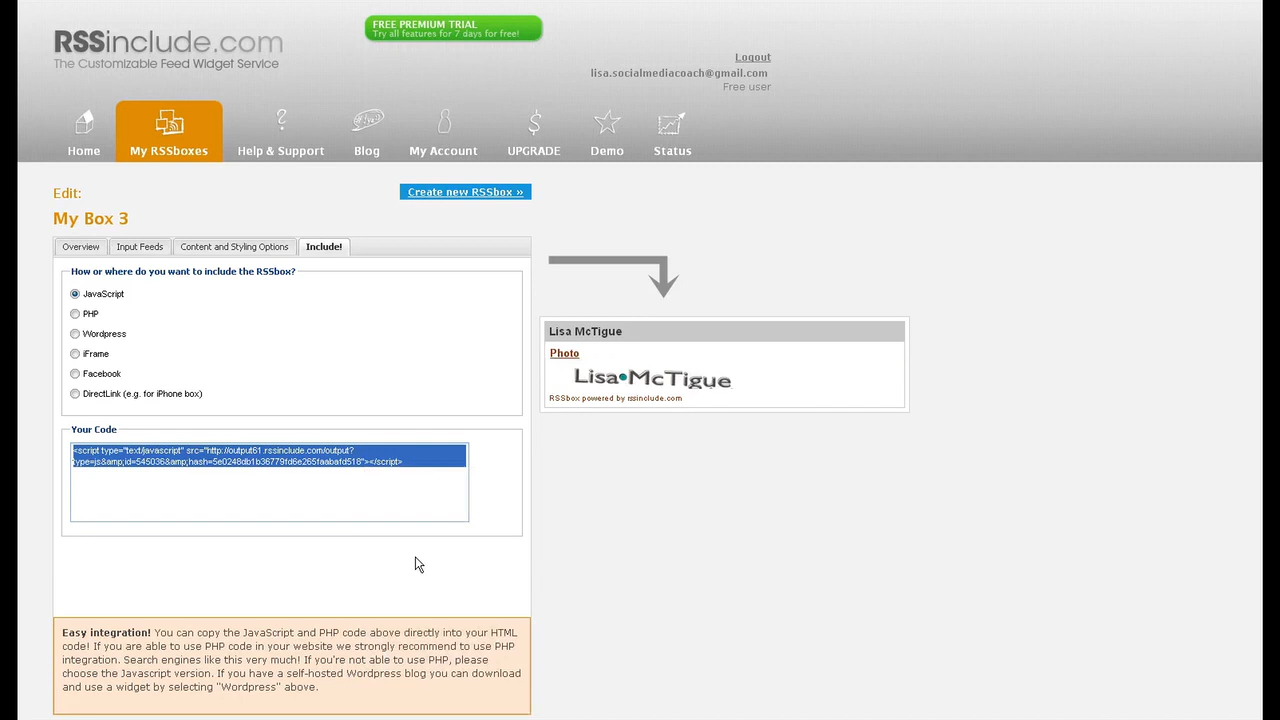 RSSinclude.com
The Customizable Feed Widget Service
FREE PREMIUM TRIAL
Try all features for 7 days for free!
Logout
lisa.socialmediacoach@gmail.com
Free user
Home
My RSSboxes
Help & Support
Blog
My Account
UPGRADE
Demo
Status
Edit:
Create new RSSbox »
My Box 3
Overview
Input Feeds
Content and Styling Options
Include!
How or where do you want to include the RSSbox?
JavaScript
PHP
Wordpress
iFrame
Facebook
DirectLink (e.g. for iPhone box)
Your Code
<script type="text/javascript" src="http://output61.rssinclude.com/output?
type=js&amp;id=545036&amp;hash=5e0248db1b36779fd6e265faabafd518"></script>
Lisa McTigue
Photo
Lisa•McTigue
RSSbox powered by rssinclude.com
Easy integration! You can copy the JavaScript and PHP code above directly into your HTML
code! If you are able to use PHP code in your website we strongly recommend to use PHP
integration. Search engines like this very much! If you're not able to use PHP, please
choose the Javascript version. If you have a self-hosted Wordpress blog you can download
and use a widget by selecting "Wordpress" above.